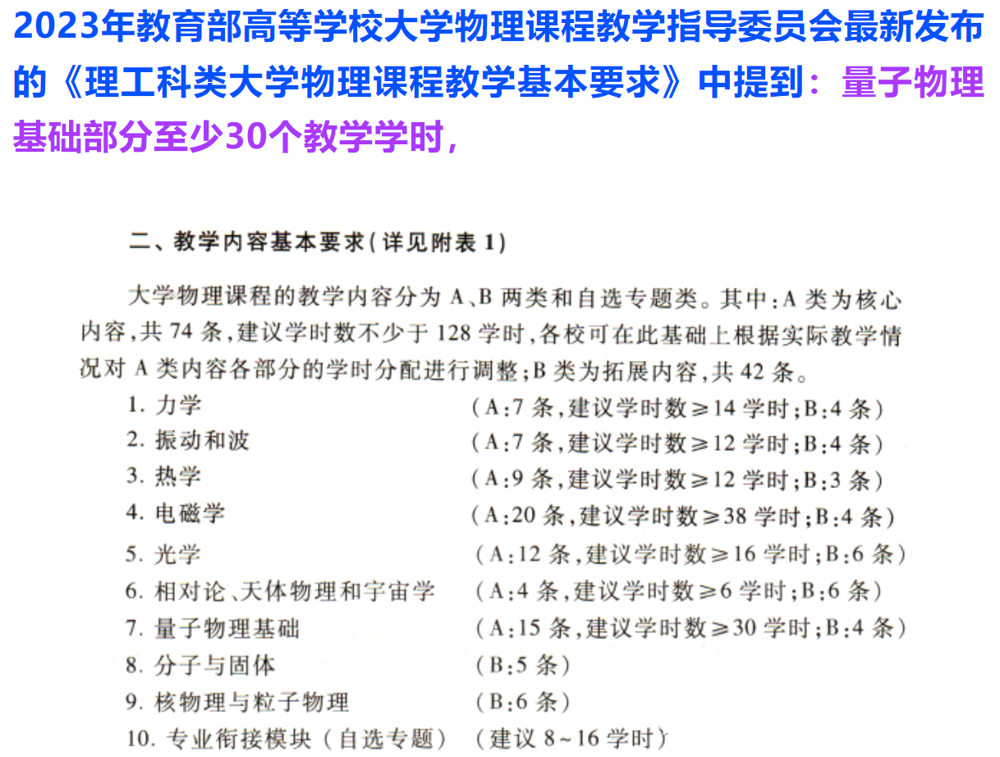 2023年教育部高等学校大学物理课程教学指导委员会最新发布
的《理工科类大学物理课程教学基本要求》中提到：量子物理
基础部分至少30个教学学时，
二、教学内容基本要求(详见附表1)
大学物理课程的教学内容分为 A、B 两类和自选专题类。其中:A 类为核心
内容,共 74 条,建议学时数不少于 128 学时,各校可在此基础上根据实际教学情
况对 A 类内容各部分的学时分配进行调整;B 类为拓展内容,共 42 条。
1. 力学 (A:7 条,建议学时数≥14 学时;B:4 条)
2. 振动和波 (A:7 条,建议学时数≥12 学时;B:4 条)
3. 热学 (A:9 条,建议学时数≥12 学时;B:3 条)
4. 电磁学 (A:20 条,建议学时数≥38 学时;B:4 条)
5. 光学 (A:12 条,建议学时数≥16 学时;B:6 条)
6. 相对论、天体物理和宇宙学 (A:4 条,建议学时数≥6 学时;B:6 条)
7. 量子物理基础 (A:15 条,建议学时数≥30 学时;B:4 条)
8. 分子与固体 (B:5 条)
9. 核物理与粒子物理 (B:6 条)
10. 专业衔接模块(自选专题) (建议 8~16 学时)